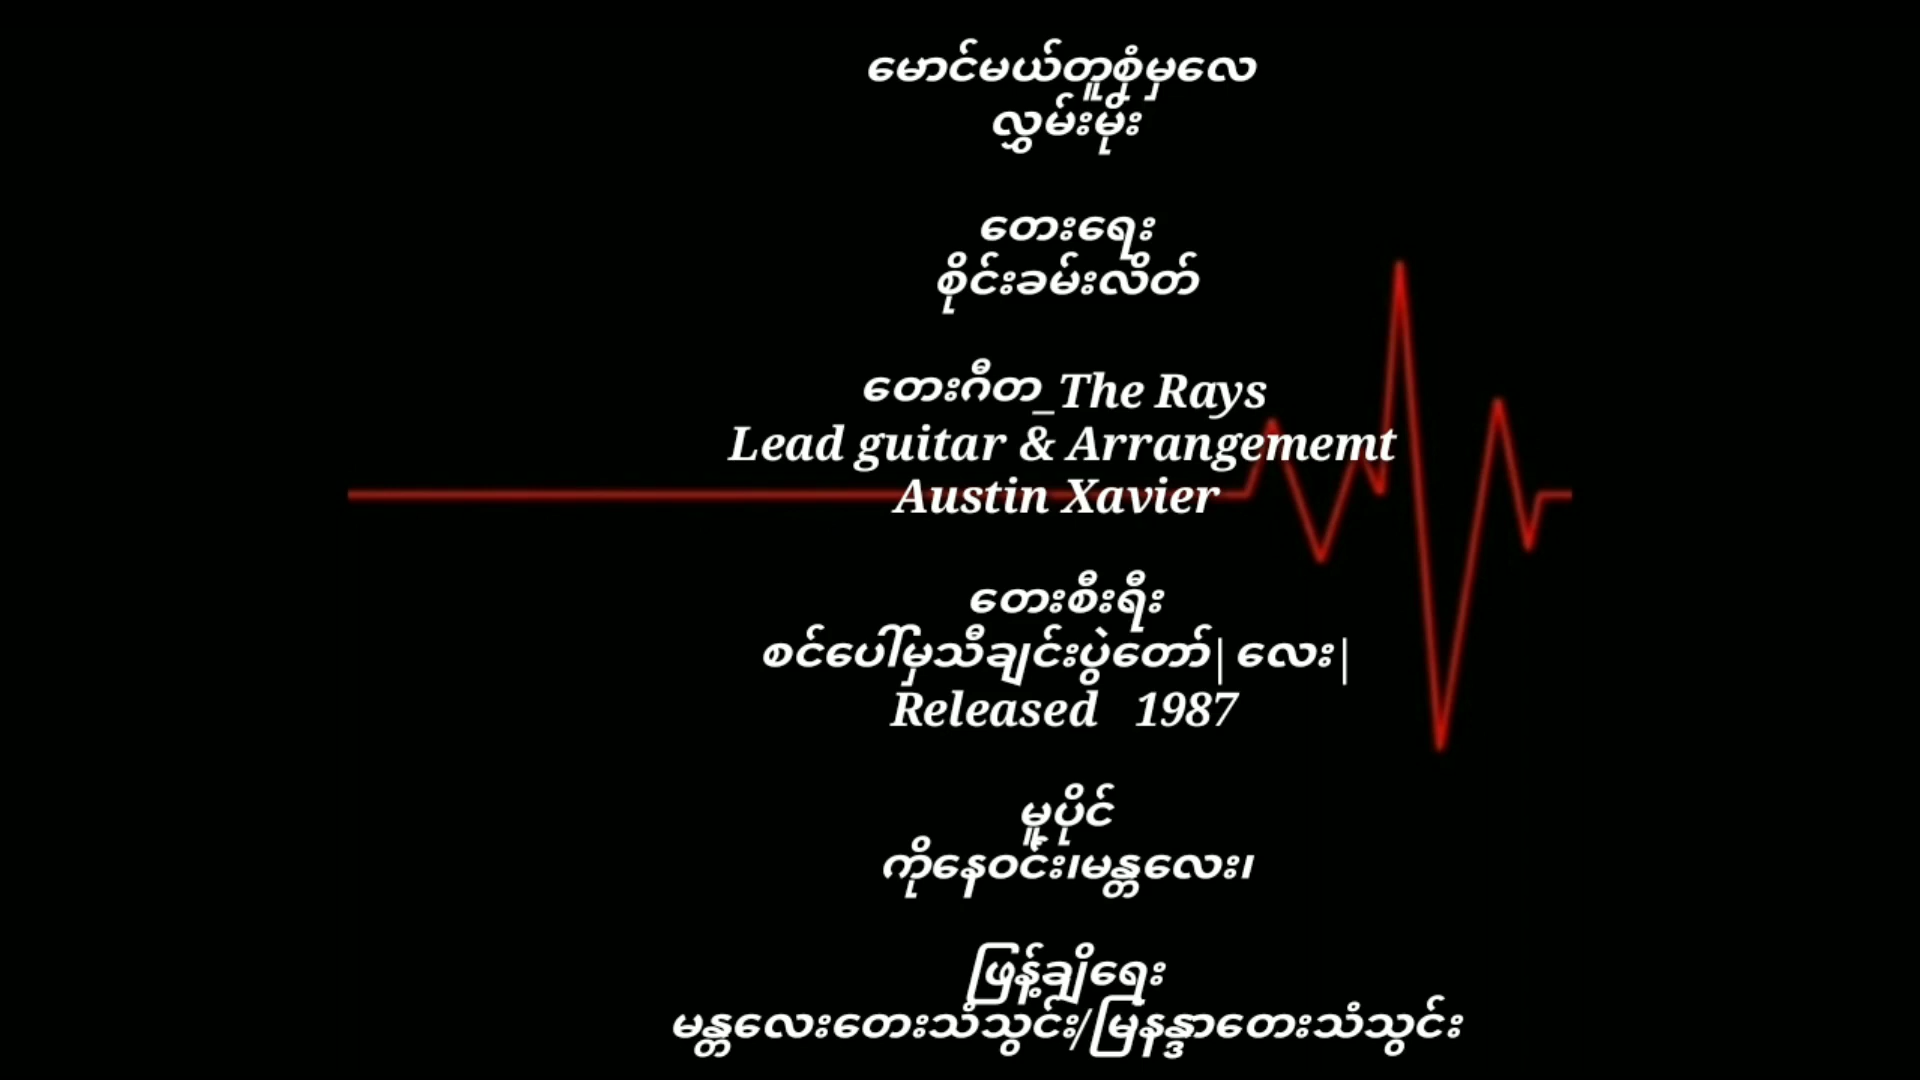 မောင်မယ်တူစုံမှလေ
လွှမ်းမိုး
တေးရေး
စိုင်းခမ်းလိတ်
တေးဂီတ_The Rays
Lead guitar & Arrangememt
Austin Xavier
တေးစီးရီး
စင်ပေါ်မှသီချင်းပွဲတော်|လေး|
Released 1987
မူပိုင်
ကိုနေဝင်း၊မန္တလေး၊
ဖြန့်ချိရေး
မန္တလေးတေးသံသွင်း/မြနန္ဒာတေးသံသွင်း